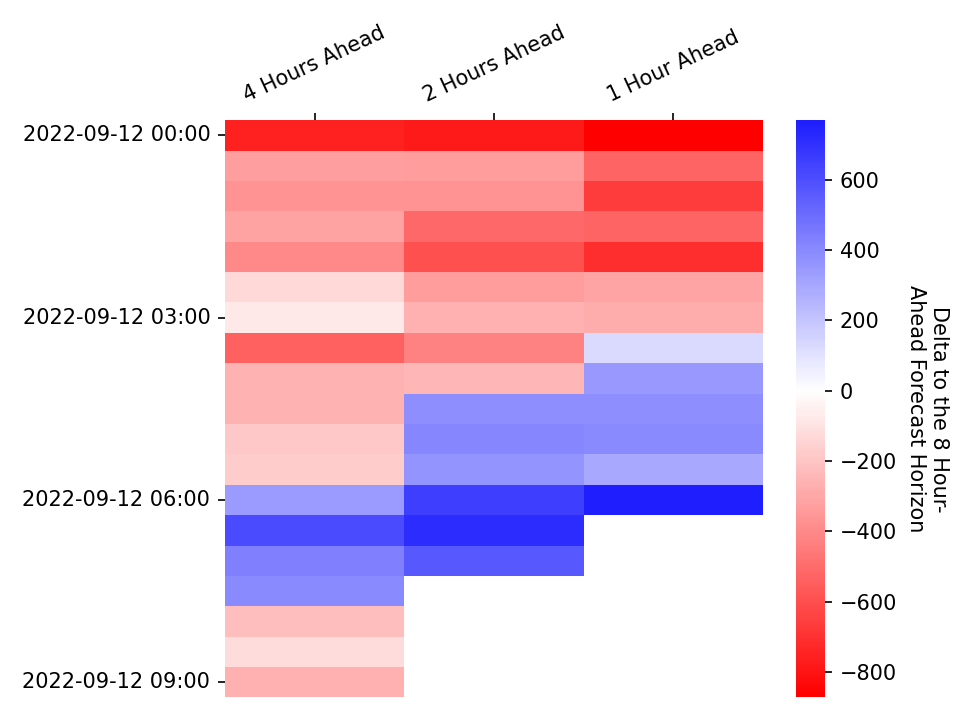 4 Hours Ahead
2 Hours Ahead
1 Hour Ahead
2022-09-12 00:00
2022-09-12 03:00
2022-09-12 06:00
2022-09-12 09:00
600
400
200
0
−200
−400
−600
−800
Delta to the 8 Hour-
Ahead Forecast Horizon